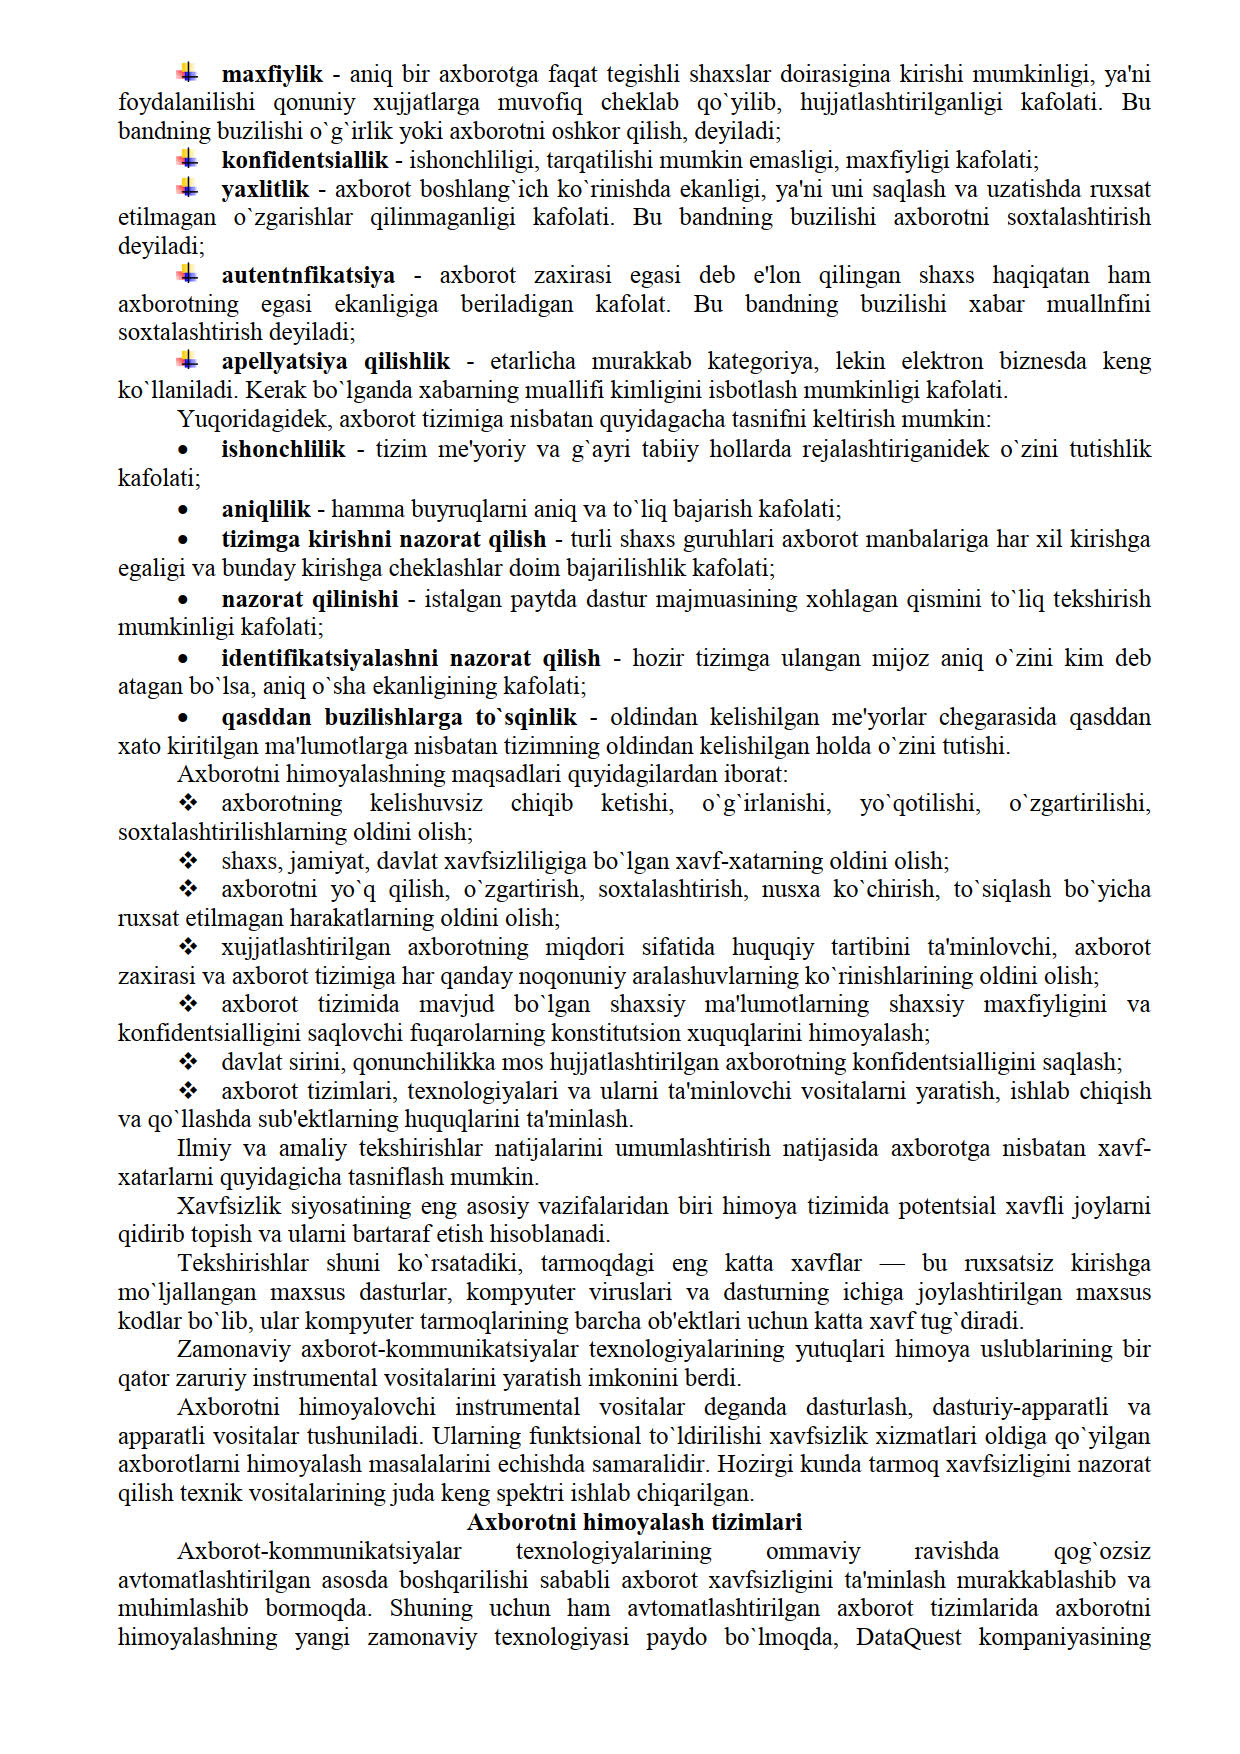 maxfiylik - aniq bir axborotga faqat tegishli shaxslar doirasigina kirishi mumkinligi, ya'ni
foydalanilishi qonuniy xujjatlarga muvofiq cheklab qo`yilib, hujjatlashtirilganligi kafolati. Bu
bandning buzilishi o`g`irlik yoki axborotni oshkor qilish, deyiladi;
konfidentsiallik - ishonchliligi, tarqatilishi mumkin emasligi, maxfiyligi kafolati;
yaxlitlik - axborot boshlang`ich ko`rinishda ekanligi, ya'ni uni saqlash va uzatishda ruxsat
etilmagan o`zgarishlar qilinmaganligi kafolati. Bu bandning buzilishi axborotni soxtalashtirish
deyiladi;
autentnfikatsiya - axborot zaxirasi egasi deb e'lon qilingan shaxs haqiqatan ham
axborotning egasi ekanligiga beriladigan kafolat. Bu bandning buzilishi xabar muallnfini
soxtalashtirish deyiladi;
apellyatsiya qilishlik - etarlicha murakkab kategoriya, lekin elektron biznesda keng
ko`llaniladi. Kerak bo`lganda xabarning muallifi kimligini isbotlash mumkinligi kafolati.
Yuqoridagidek, axborot tizimiga nisbatan quyidagacha tasnifni keltirish mumkin:
• ishonchlilik - tizim me'yoriy va g`ayri tabiiy hollarda rejalashtiriganidek o`zini tutishlik
kafolati;
• aniqlilik - hamma buyruqlarni aniq va to`liq bajarish kafolati;
• tizimga kirishni nazorat qilish - turli shaxs guruhlari axborot manbalariga har xil kirishga
egaligi va bunday kirishga cheklashlar doim bajarilishlik kafolati;
• nazorat qilinishi - istalgan paytda dastur majmuasining xohlagan qismini to`liq tekshirish
mumkinligi kafolati;
• identifikatsiyalashni nazorat qilish - hozir tizimga ulangan mijoz aniq o`zini kim deb
atagan bo`lsa, aniq o`sha ekanligining kafolati;
• qasddan buzilishlarga to`sqinlik - oldindan kelishilgan me'yorlar chegarasida qasddan
xato kiritilgan ma'lumotlarga nisbatan tizimning oldindan kelishilgan holda o`zini tutishi.
Axborotni himoyalashning maqsadlari quyidagilardan iborat:
❖ axborotning kelishuvsiz chiqib ketishi, o`g`irlanishi, yo`qotilishi, o`zgartirilishi,
soxtalashtirilishlarning oldini olish;
❖ shaxs, jamiyat, davlat xavfsizliligiga bo`lgan xavf-xatarning oldini olish;
❖ axborotni yo`q qilish, o`zgartirish, soxtalashtirish, nusxa ko`chirish, to`siqlash bo`yicha
ruxsat etilmagan harakatlarning oldini olish;
❖ xujjatlashtirilgan axborotning miqdori sifatida huquqiy tartibini ta'minlovchi, axborot
zaxirasi va axborot tizimiga har qanday noqonuniy aralashuvlarning ko`rinishlarining oldini olish;
❖ axborot tizimida mavjud bo`lgan shaxsiy ma'lumotlarning shaxsiy maxfiyligini va
konfidentsialligini saqlovchi fuqarolarning konstitutsion xuquqlarini himoyalash;
❖ davlat sirini, qonunchilikka mos hujjatlashtirilgan axborotning konfidentsialligini saqlash;
❖ axborot tizimlari, texnologiyalari va ularni ta'minlovchi vositalarni yaratish, ishlab chiqish
va qo`llashda sub'ektlarning huquqlarini ta'minlash.
Ilmiy va amaliy tekshirishlar natijalarini umumlashtirish natijasida axborotga nisbatan xavf-
xatarlarni quyidagicha tasniflash mumkin.
Xavfsizlik siyosatining eng asosiy vazifalaridan biri himoya tizimida potentsial xavfli joylarni
qidirib topish va ularni bartaraf etish hisoblanadi.
Tekshirishlar shuni ko`rsatadiki, tarmoqdagi eng katta xavflar — bu ruxsatsiz kirishga
mo`ljallangan maxsus dasturlar, kompyuter viruslari va dasturning ichiga joylashtirilgan maxsus
kodlar bo`lib, ular kompyuter tarmoqlarining barcha ob'ektlari uchun katta xavf tug`diradi.
Zamonaviy axborot-kommunikatsiyalar texnologiyalarining yutuqlari himoya uslublarining bir
qator zaruriy instrumental vositalarini yaratish imkonini berdi.
Axborotni himoyalovchi instrumental vositalar deganda dasturlash, dasturiy-apparatli va
apparatli vositalar tushuniladi. Ularning funktsional to`ldirilishi xavfsizlik xizmatlari oldiga qo`yilgan
axborotlarni himoyalash masalalarini echishda samaralidir. Hozirgi kunda tarmoq xavfsizligini nazorat
qilish texnik vositalarining juda keng spektri ishlab chiqarilgan.
Axborotni himoyalash tizimlari
Axborot-kommunikatsiyalar texnologiyalarining ommaviy ravishda qog`ozsiz
avtomatlashtirilgan asosda boshqarilishi sababli axborot xavfsizligini ta'minlash murakkablashib va
muhimlashib bormoqda. Shuning uchun ham avtomatlashtirilgan axborot tizimlarida axborotni
himoyalashning yangi zamonaviy texnologiyasi paydo bo`lmoqda, DataQuest kompaniyasining